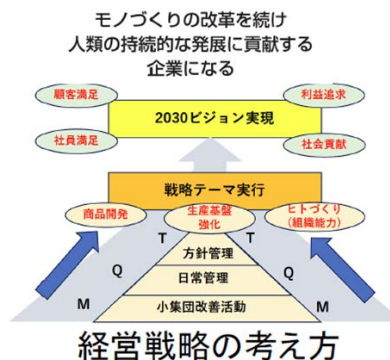 モノづくりの改革を続け
人類の持続的な発展に貢献する
企業になる
顧客満足
利益追求
2030ビジョン実現
社員満足
社会貢献
戦略テーマ実行
商品開発
生産基盤
強化
ヒトづくり
(組織能力)
T
T
方針管理
Q
Q
日常管理
M
M
小集団改善活動
経営戦略の考え方